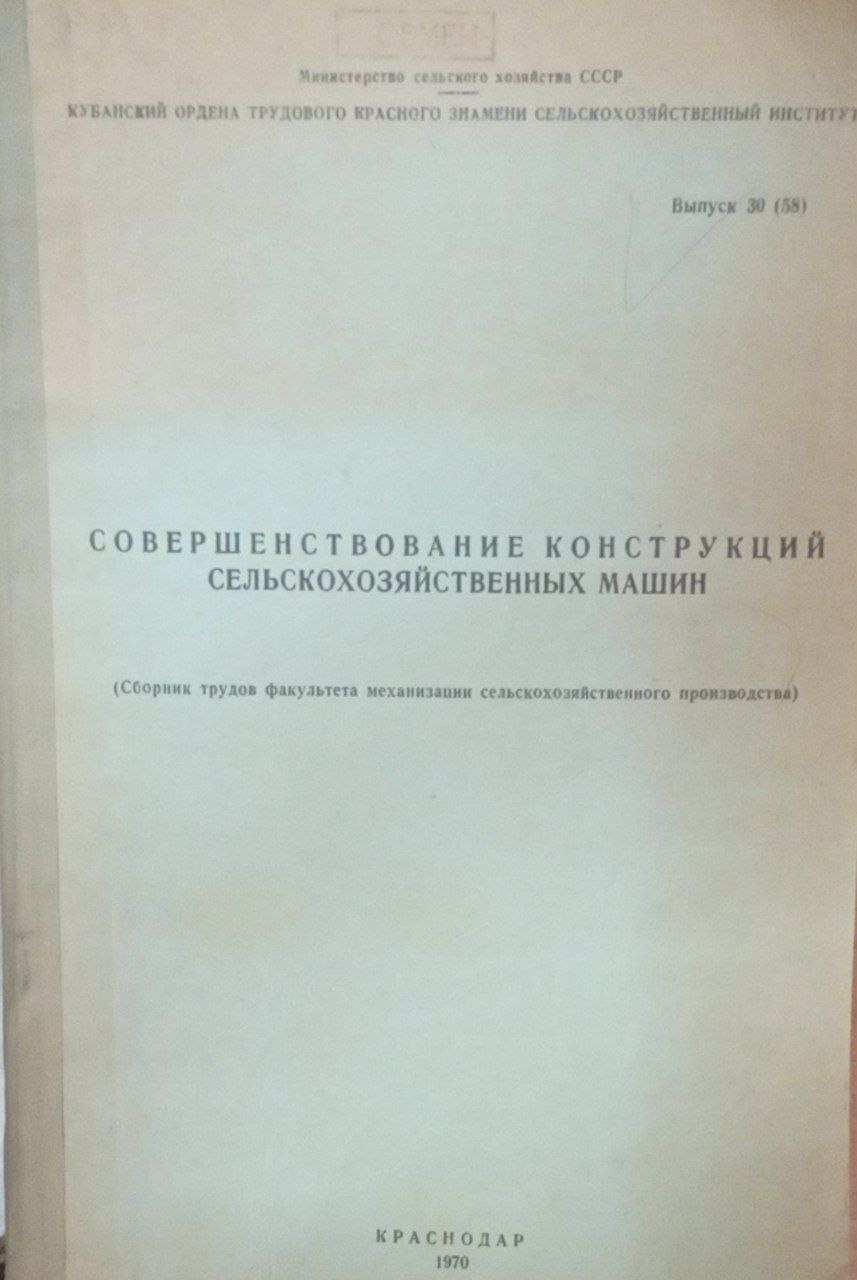 Министерство сельского хозяйства СССР
КУБАНСКИЙ ОРДЕНА ТРУДОВОГО КРАСНОГО ЗНАМЕНИ СЕЛЬСКОХОЗЯЙСТВЕННЫЙ ИНСТИТУТ
Выпуск 30 (58)
СОВЕРШЕНСТВОВАНИЕ КОНСТРУКЦИЙ
СЕЛЬСКОХОЗЯЙСТВЕННЫХ МАШИН
(Сборник трудов факультета механизации сельскохозяйственного производства)
КРАСНОДАР
1970